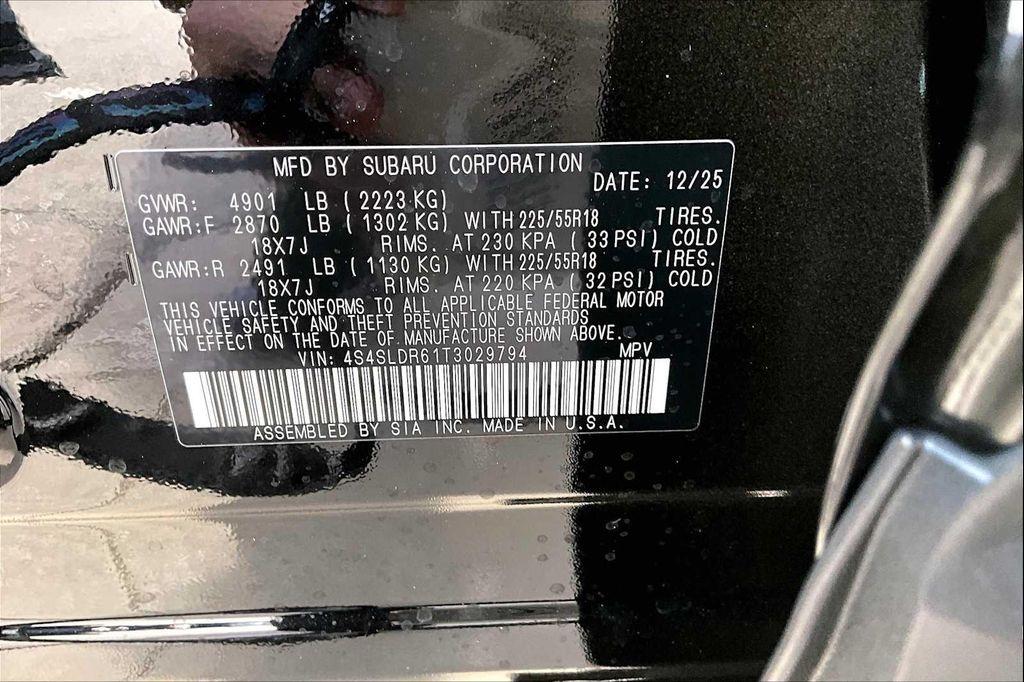 MFD BY SUBARU CORPORATION
DATE: 12/25
GVWR: 4901 LB (2223 KG)
GAWR:F 2870 LB (1302 KG) WITH 225/55R18 TIRES.
18X7J RIMS. AT 230 KPA (33 PSI) COLD
GAWR:R 2491 LB (1130 KG) WITH 225/55R18 TIRES.
18X7J RIMS. AT 220 KPA (32 PSI) COLD
THIS VEHICLE CONFORMS TO ALL APPLICABLE FEDERAL MOTOR
VEHICLE SAFETY AND THEFT PREVENTION STANDARDS
IN EFFECT ON THE DATE OF MANUFACTURE SHOWN ABOVE.
VIN: 4S4SLDR61T3029794 MPV
ASSEMBLED BY SIA INC. MADE IN U.S.A.